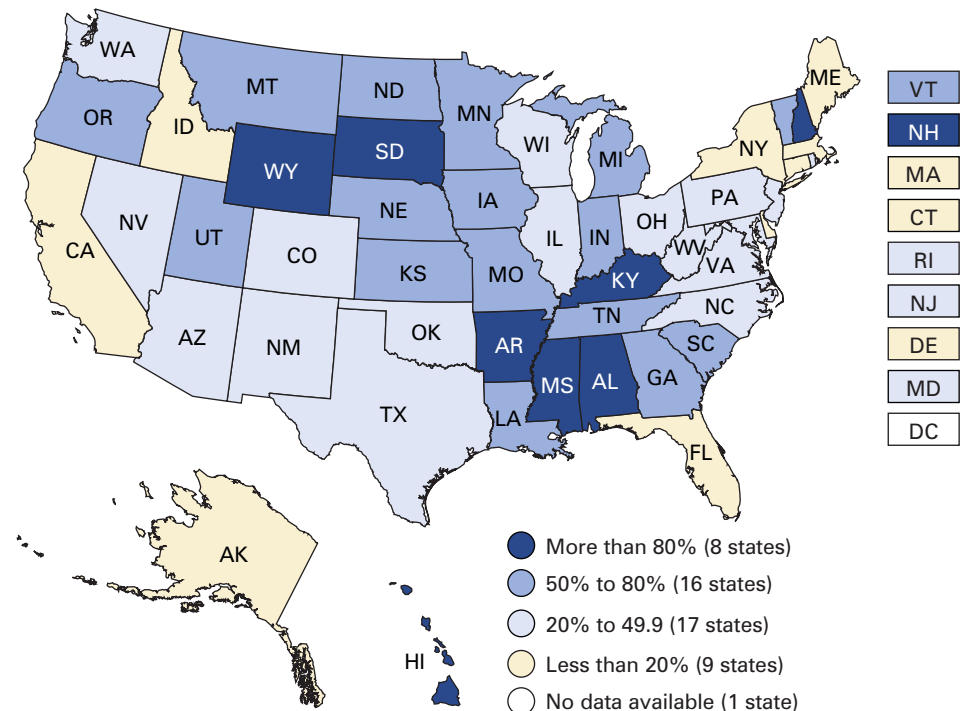 WA
MT
ND
MN
ME
VT
OR
ID
WY
SD
WI
MI
NY
NH
MA
NV
UT
CO
NE
IA
IL
IN
OH
PA
CT
CA
KS
MO
KY
WV
VA
RI
AZ
NM
OK
AR
TN
NC
NJ
TX
LA
MS
AL
GA
SC
DE
FL
MD
DC
AK
HI
More than 80% (8 states)
50% to 80% (16 states)
20% to 49.9 (17 states)
Less than 20% (9 states)
No data available (1 state)